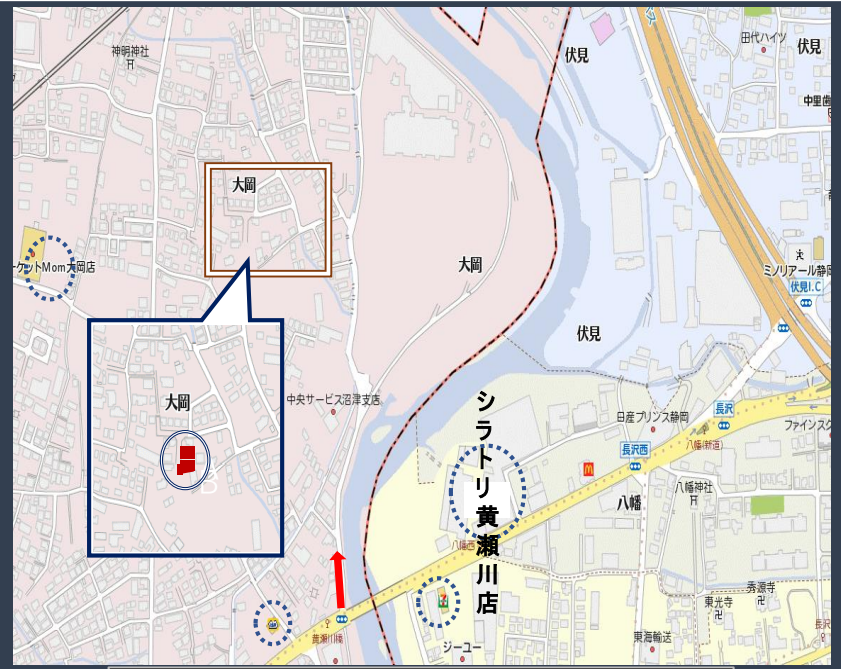 神明神社
伏見
田代ハイツ
伏見
中里歯
大岡
大岡
ーケットMom大岡店
ミノリアール静岡
伏見I.C
伏見
大岡
中央サービス沼津支店
シラトリ黄瀬川店
日産プリンス静岡
長沢
八幡(新道)
ファインスク
長沢西
八幡
八幡神社
八幡西
黄瀬川橋
ジーユー
東海輸送
東光寺
秀源寺
長沢